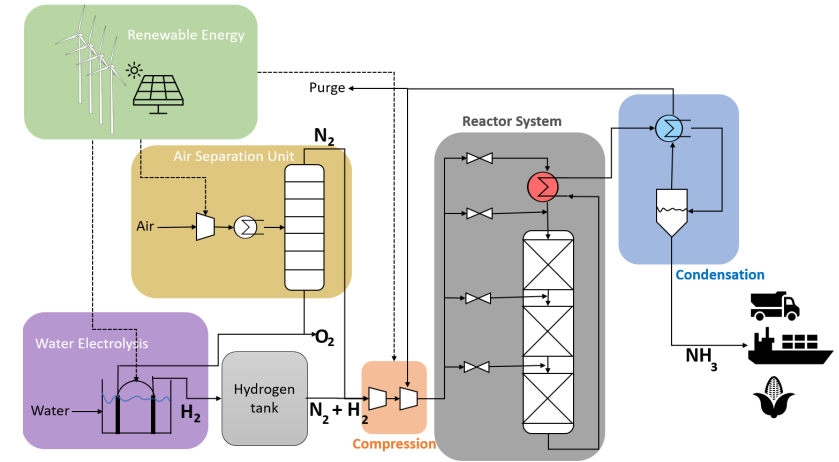 Renewable Energy
Purge
Reactor System
N2
Air Separation Unit
Air
Condensation
O2
Water Electrolysis
NH3
Hydrogen
tank
Water
H2
N2 + H2
Compression